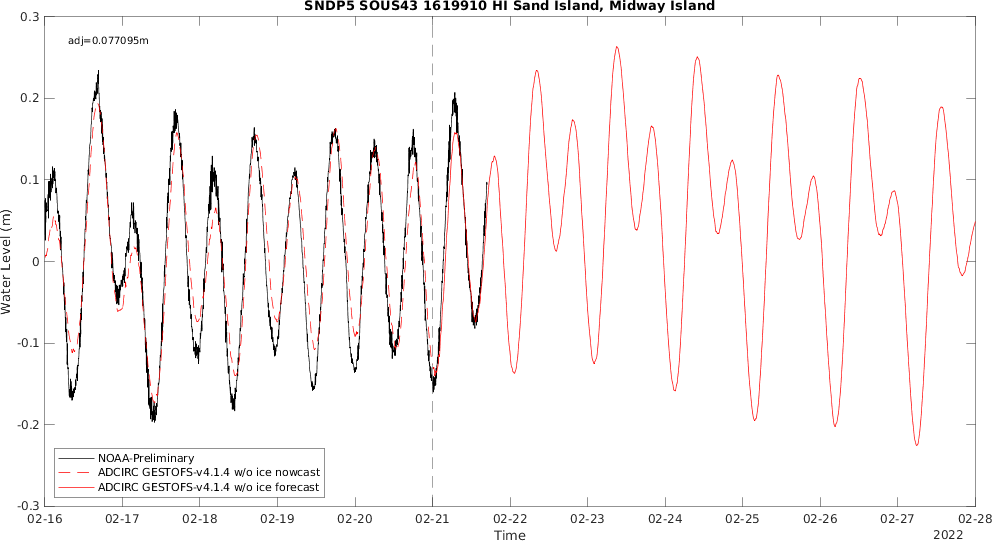 SNDP5 SOUS43 1619910 HI Sand Island, Midway Island
adj=0.077095m
0.3
0.2
0.1
0
-0.1
-0.2
-0.3
Water Level (m)
NOAA-Preliminary
ADCIRC GESTOFS-v4.1.4 w/o ice nowcast
ADCIRC GESTOFS-v4.1.4 w/o ice forecast
02-16 02-17 02-18 02-19 02-20 02-21 02-22 02-23 02-24 02-25 02-26 02-27 02-28
Time
2022